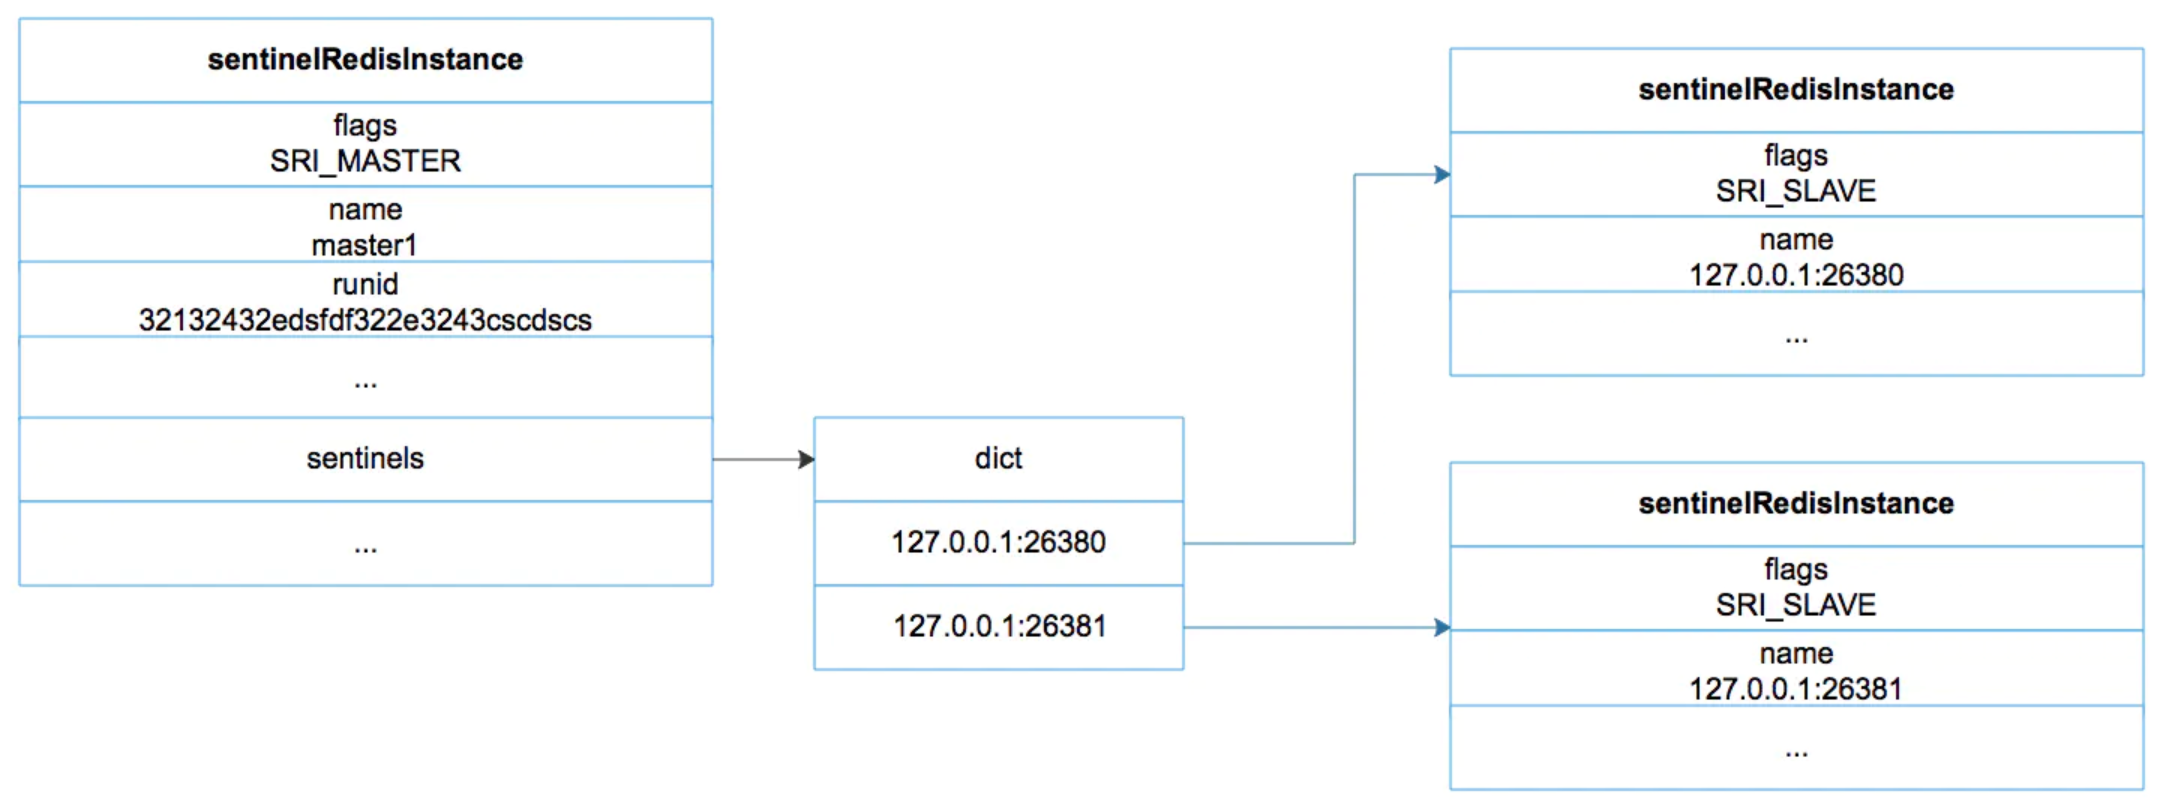 sentinelRedisInstance
flags
SRI_MASTER
name
master1
runid
32132432edsfdf322e3243cscdscs
...
sentinels
...
dict
127.0.0.1:26380
127.0.0.1:26381
sentinelRedisInstance
flags
SRI_SLAVE
name
127.0.0.1:26380
...
sentinelRedisInstance
flags
SRI_SLAVE
name
127.0.0.1:26381
...